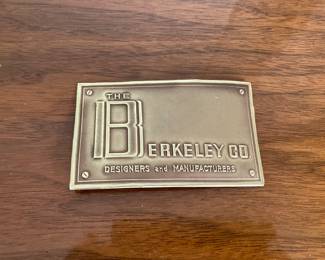 THE
BERKELEY CO
DESIGNERS and MANUFACTURERS